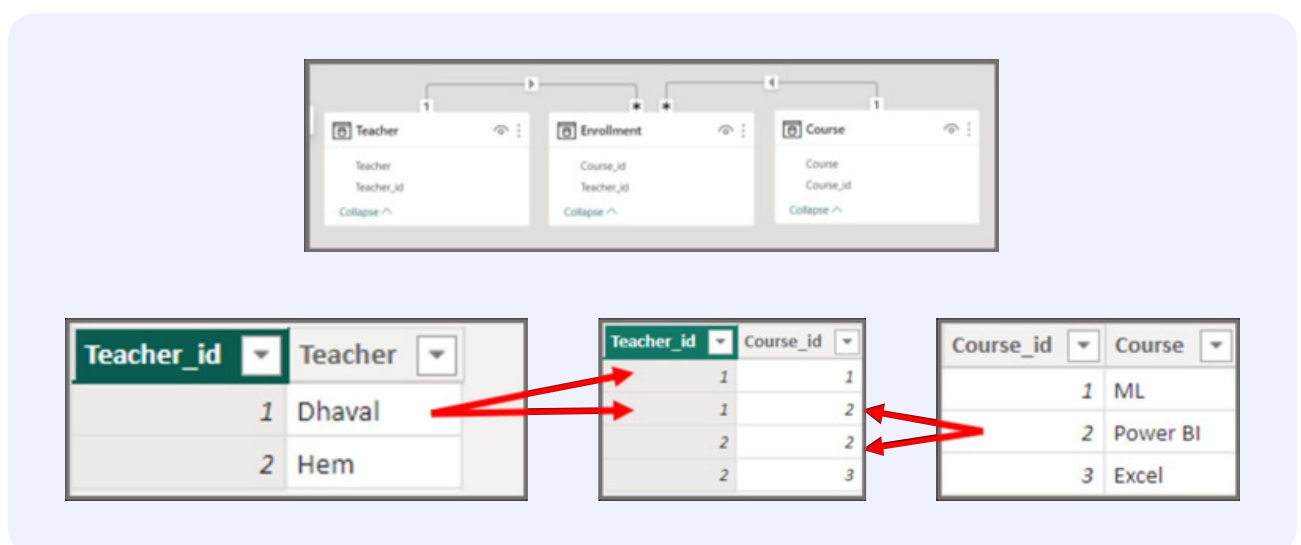 1 * * 1
Teacher Enrollment Course
Teacher Course_id Course
Teacher_id Teacher_id Course_id
Collapse Collapse Collapse
Teacher_id Teacher
1 Dhaval
2 Hem
Teacher_id Course_id
1 1
1 2
2 2
2 3
Course_id Course
1 ML
2 Power BI
3 Excel